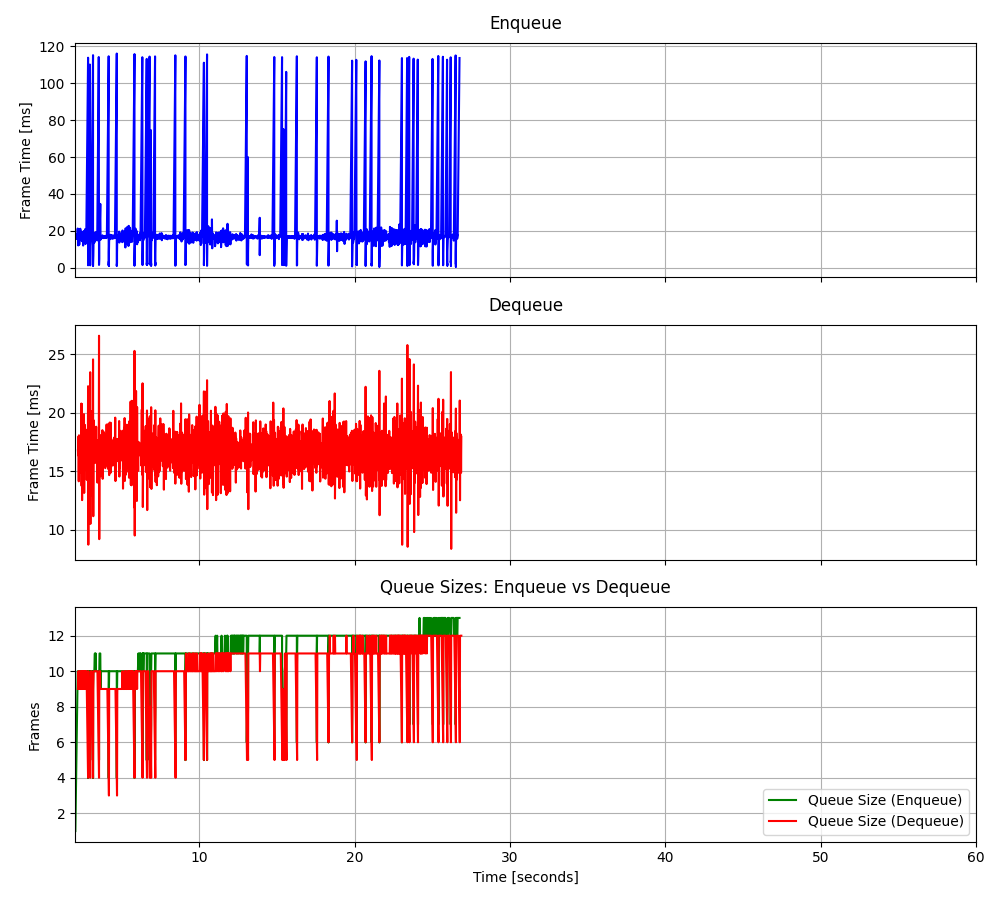 Enqueue
Frame Time [ms]
120
100
80
60
40
20
0
Dequeue
Frame Time [ms]
25
20
15
10
Queue Sizes: Enqueue vs Dequeue
Frames
12
10
8
6
4
2
Queue Size (Enqueue)
Queue Size (Dequeue)
10 20 30 40 50 60
Time [seconds]